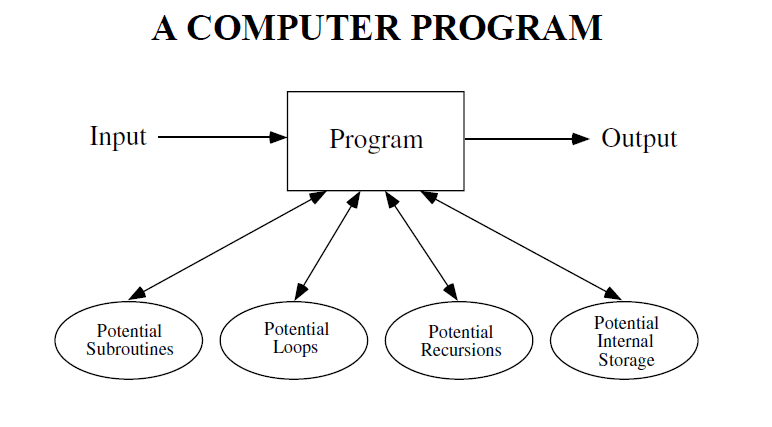 A COMPUTER PROGRAM
Input
Program
Output
Potential
Subroutines
Potential
Loops
Potential
Recursions
Potential
Internal
Storage